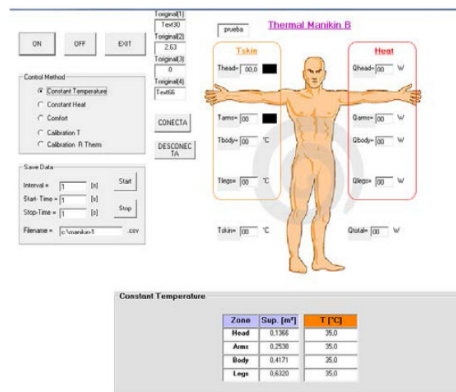 Thermal Manikin B
prueba
Toriginal(1)
Text30
Toriginal(2)
2,63
Toriginal(3)
0
Toriginal(4)
Text66
ON
OFF
EXIT
Control Method
Constant Temperature
Constant Heat
Comfort
Calibration T
Calibration R Therm
CONECTA
DESCONEC
TA
Save Data
Interval = 1 [s]
Start
Start-Time = 1 [s]
Stop-Time = 1 [s]
Stop
Filename = c:\manikin-1 .csv
Tskin
Thead= 00,0
Tarms= 00
Tbody= 00 °C
Tlegs= 00 °C
Tskin= 00 °C
Heat
Qhead= 00 W
Qarms= 00 W
Qbody= 00 W
Qlegs= 00 W
Qtotal= 00 W
Constant Temperature
Zone Sup. [m²] T [°C]
Head 0,1366 35,0
Arms 0,2530 35,0
Body 0,4171 35,0
Legs 0,6320 35,0